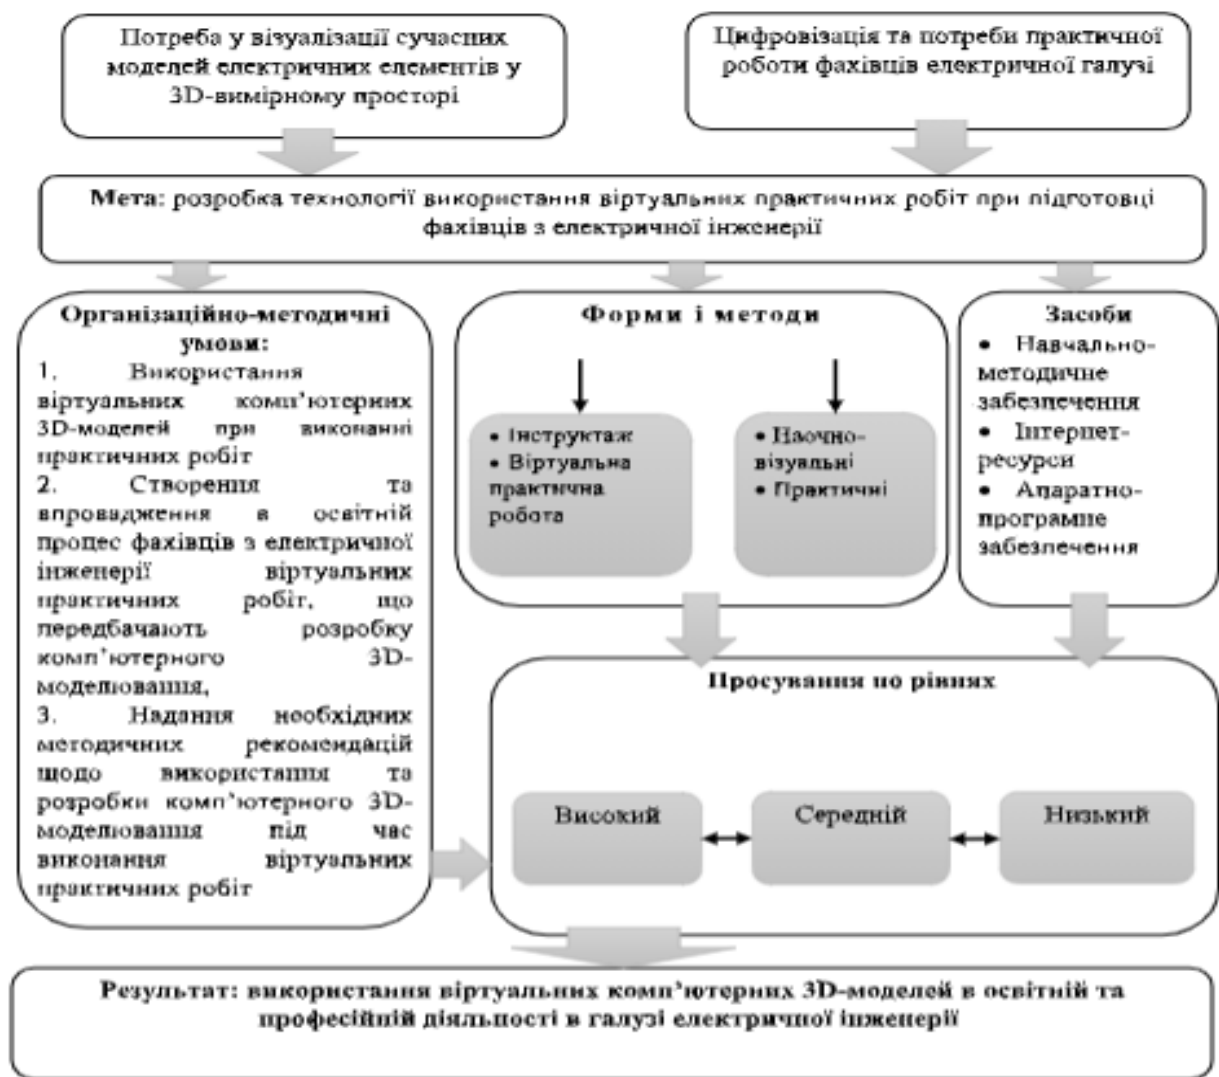 Потреба у візуалізації сучасних
моделей електричних елементів у
3D-вимірному просторі
Цифровізація та потреби практичної
роботи фахівців електричної галузі
Мета: розробка технології використання віртуальних практичних робіт при підготовці
фахівців з електричної інженерії
Організаційно-методичні
умови:
1. Використання
віртуальних комп'ютерних
3D-моделей при виконанні
практичних робіт
2. Створення та
впровадження в освітній
процес фахівців з електричної
інженерії віртуальних
практичних робіт, що
передбачають розробку
комп'ютерного 3D-
моделювання,
3. Надання необхідних
методичних рекомендацій
щодо використання та
розробки комп'ютерного 3D-
моделювання під час
виконання віртуальних
практичних робіт
Форми і методи
• Інструктаж
• Віртуальна
практична
робота
• Наочно-
візуальні
• Практичні
Засоби
• Навчально-
методичне
забезпечення
• Інтернет-
ресурси
• Апаратно-
програмне
забезпечення
Просування по рівнях
Високий
Середній
Низький
Результат: використання віртуальних комп'ютерних 3D-моделей в освітній та
професійній діяльності в галузі електричної інженерії